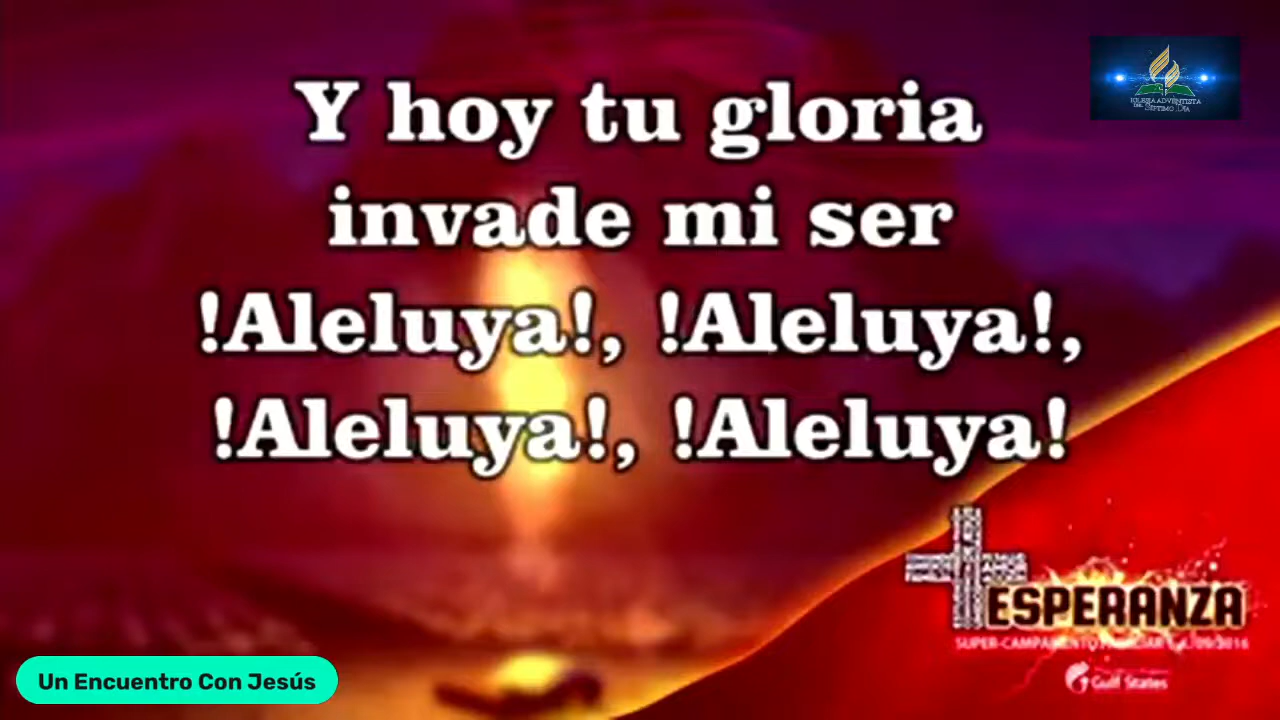 Y hoy tu gloria
invade mi ser
!Aleluya!, !Aleluya!,
!Aleluya!, !Aleluya!
IGLESIA ADVENTISTA
DEL SÉPTIMO DÍA
ESPERANZA
Gulf States
Un Encuentro Con Jesús